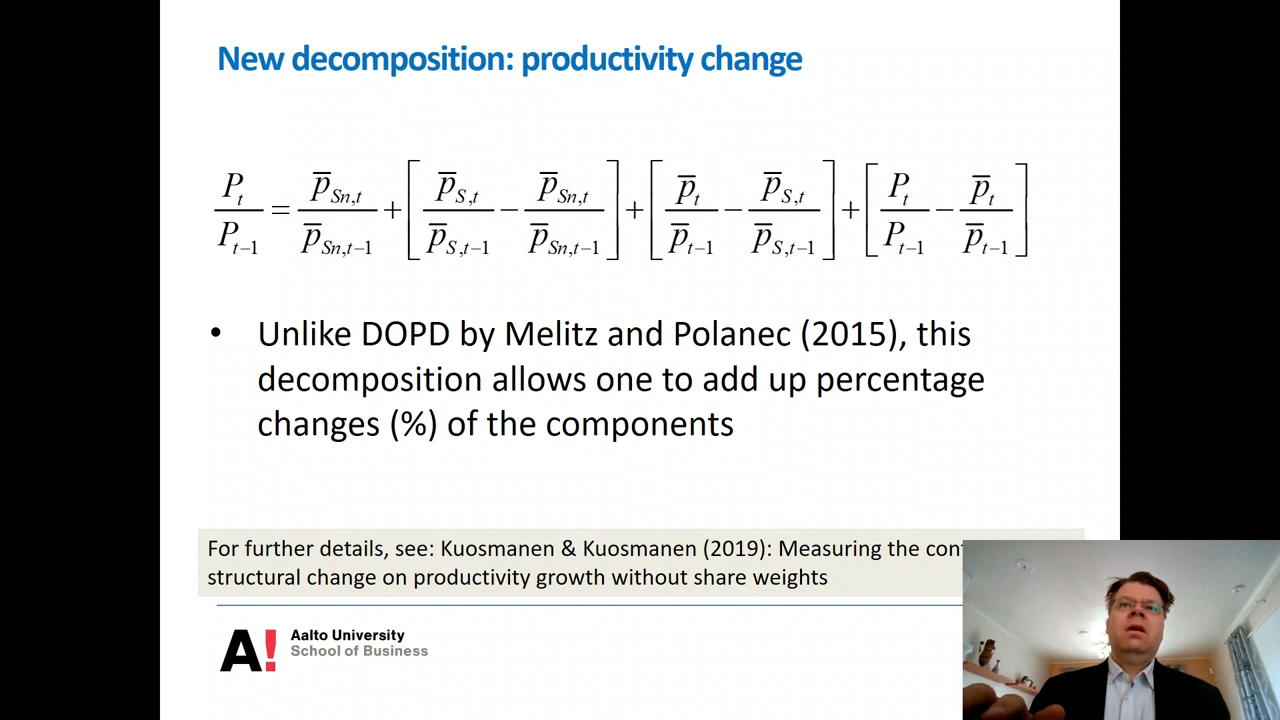 New decomposition: productivity change
P_t / P_{t−1} = p̅_{Sn,t} / p̅_{Sn,t−1} + [ p̅_{S,t} / p̅_{S,t−1} − p̅_{Sn,t} / p̅_{Sn,t−1} ] + [ p̅_t / p̅_{t−1} − p̅_{S,t} / p̅_{S,t−1} ] + [ P_t / P_{t−1} − p̅_t / p̅_{t−1} ]
• Unlike DOPD by Melitz and Polanec (2015), this
decomposition allows one to add up percentage
changes (%) of the components
For further details, see: Kuosmanen & Kuosmanen (2019): Measuring the
structural change on productivity growth without share weights
A! Aalto University
School of Business